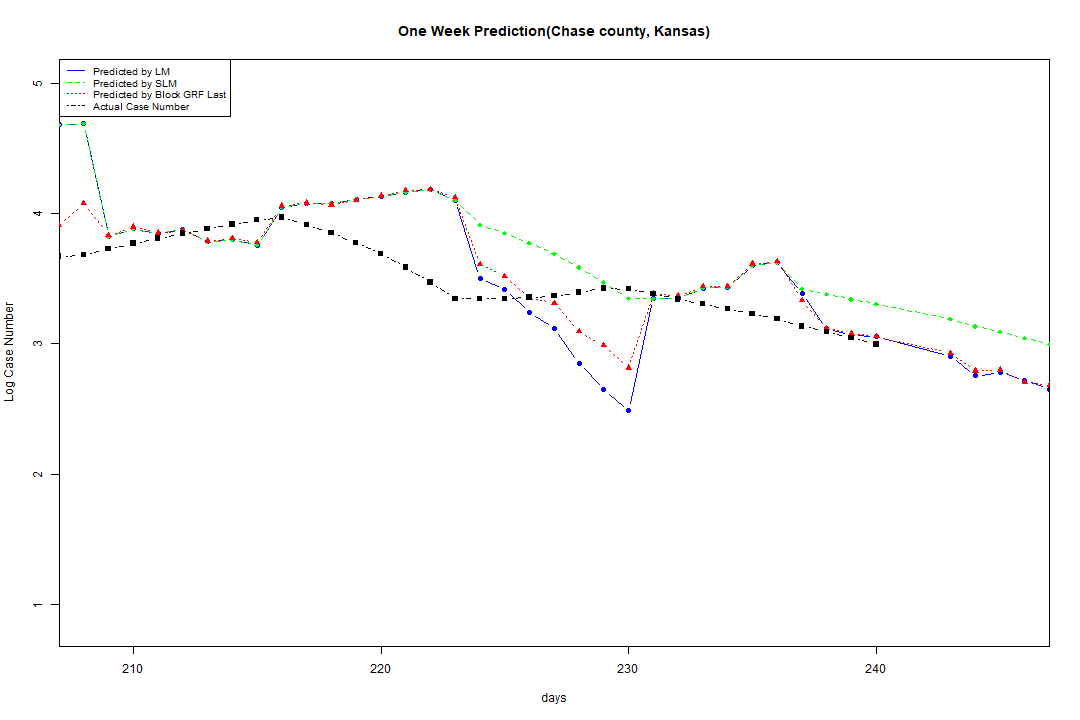 One Week Prediction(Chase county, Kansas)
Predicted by LM
Predicted by SLM
Predicted by Block GRF Last
Actual Case Number
5
4
3
2
1
Log Case Number
210 220 230 240
days